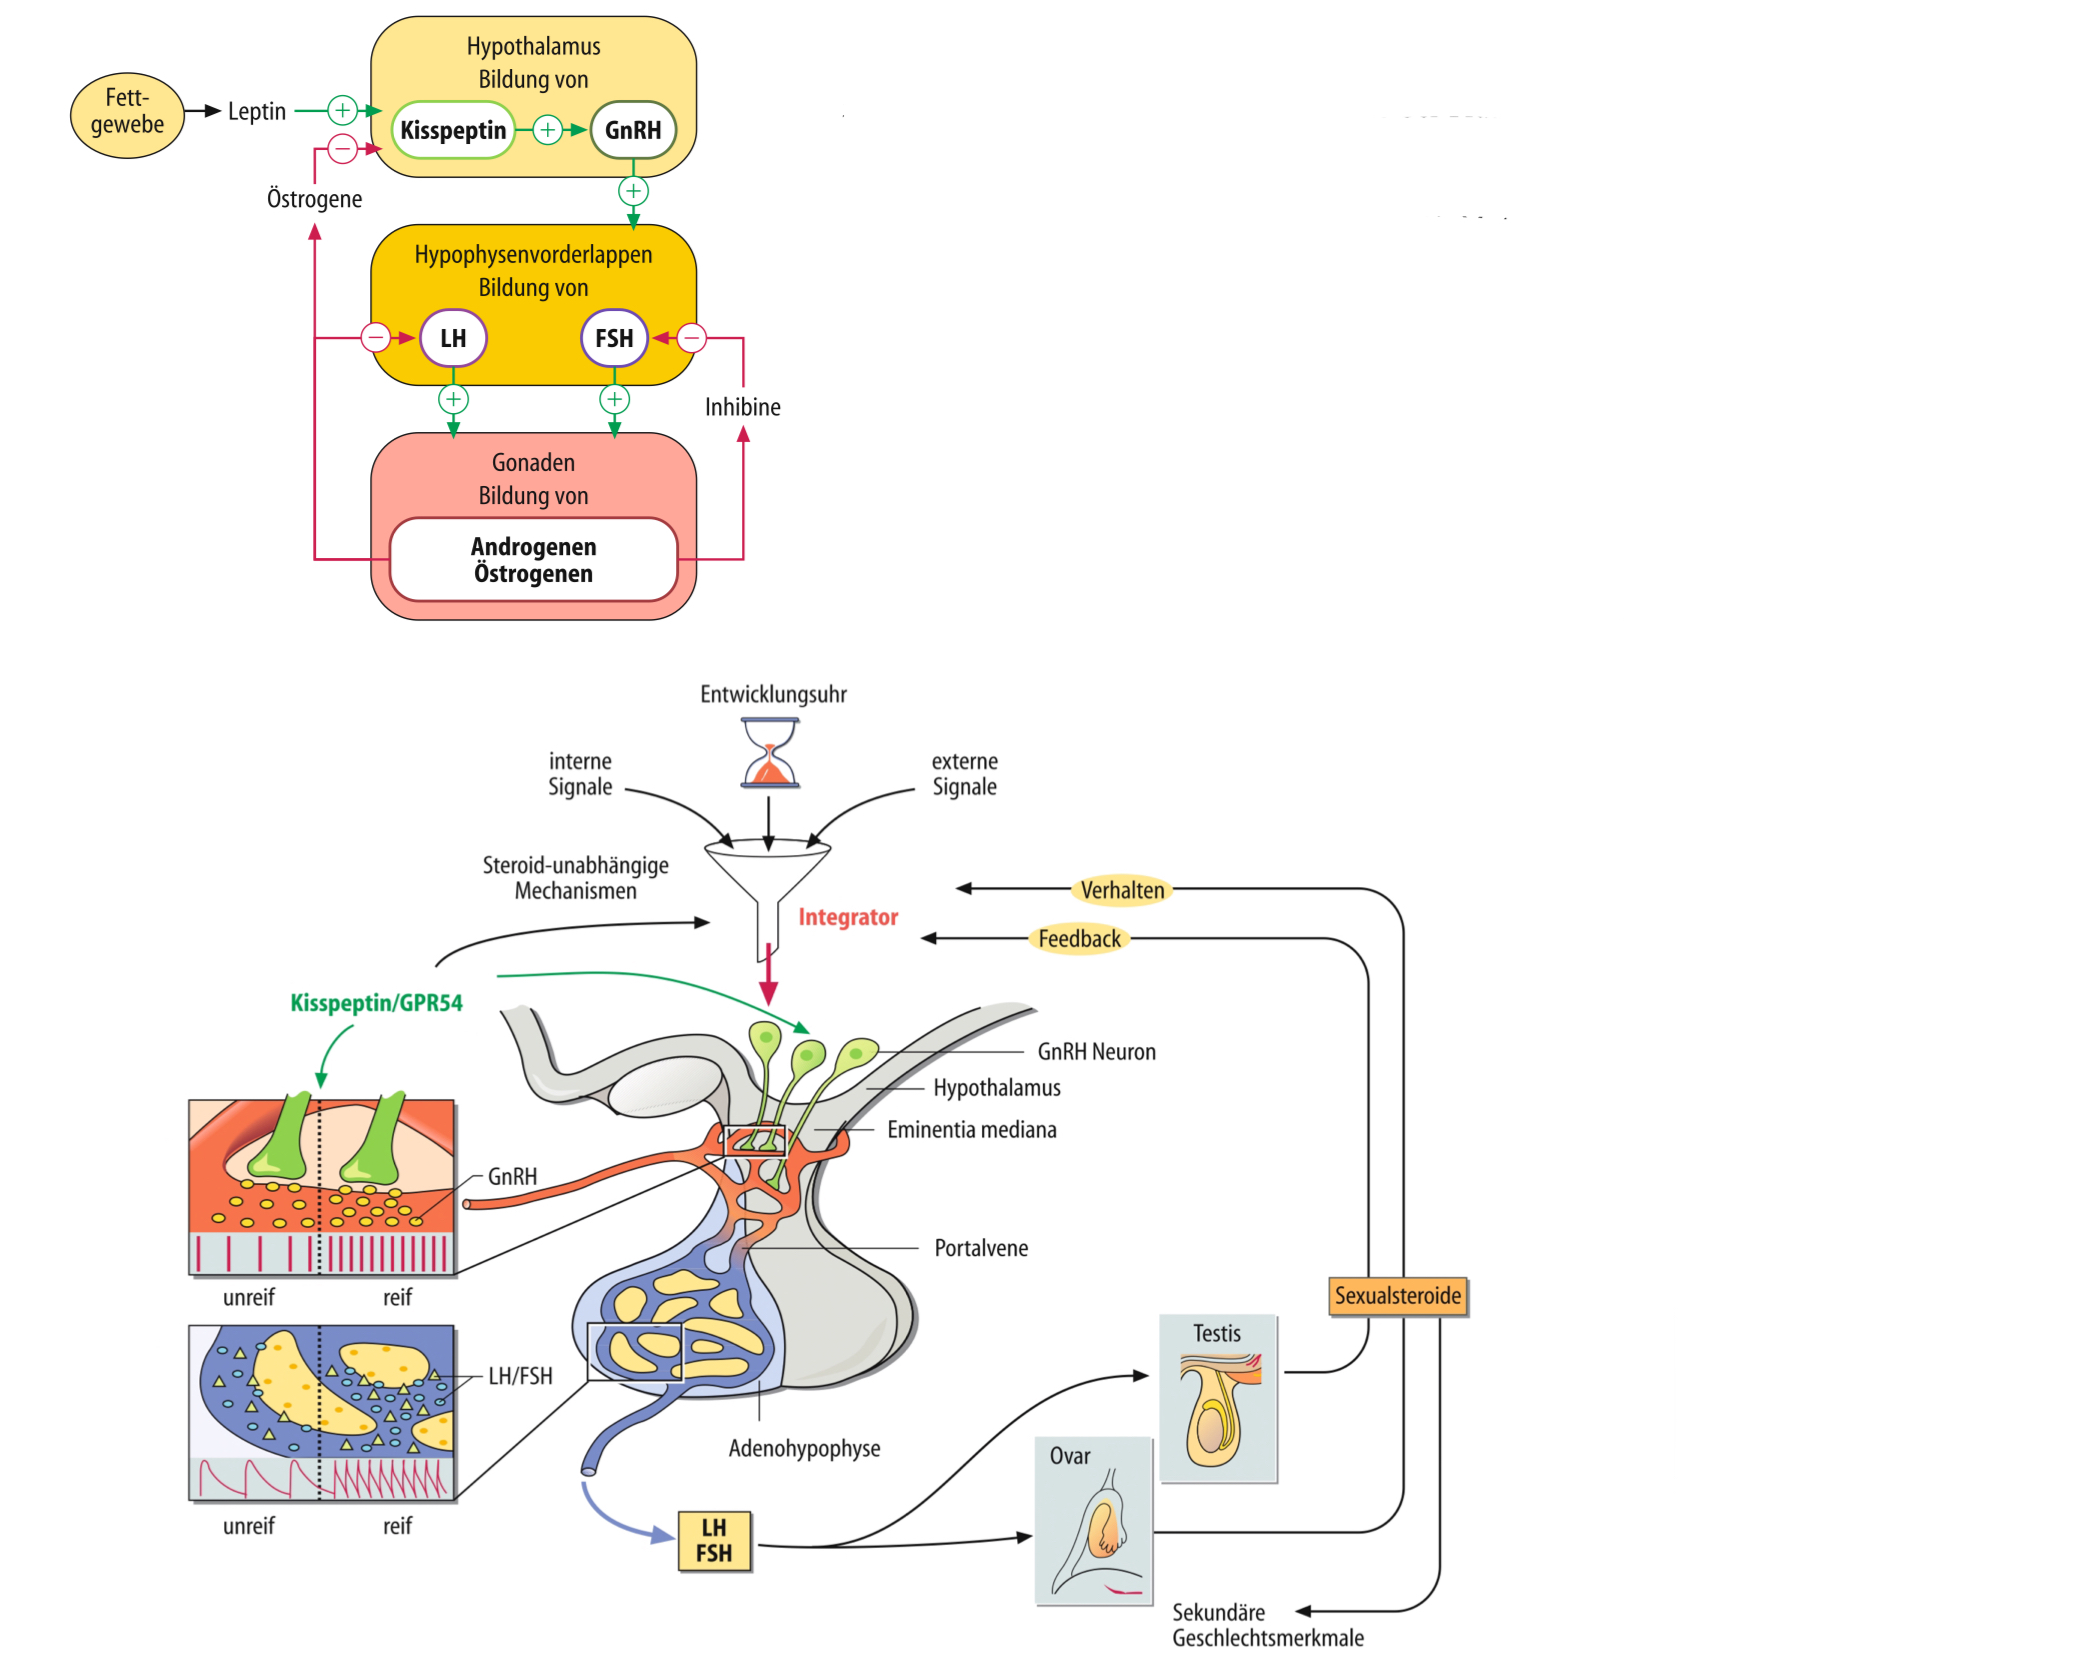 Hypothalamus
Bildung von
Fett-
gewebe
Leptin
+
Kisspeptin
+
GnRH
−
+
Östrogene
Hypophysenvorderlappen
Bildung von
−
LH
FSH
−
+
+
Inhibine
Gonaden
Bildung von
Androgenen
Östrogenen
Entwicklungsuhr
interne
Signale
externe
Signale
Steroid-unabhängige
Mechanismen
Integrator
Verhalten
Feedback
Kisspeptin/GPR54
GnRH Neuron
Hypothalamus
Eminentia mediana
GnRH
Portalvene
unreif
reif
Sexualsteroide
Testis
LH/FSH
Adenohypophyse
Ovar
unreif
reif
LH
FSH
Sekundäre
Geschlechtsmerkmale